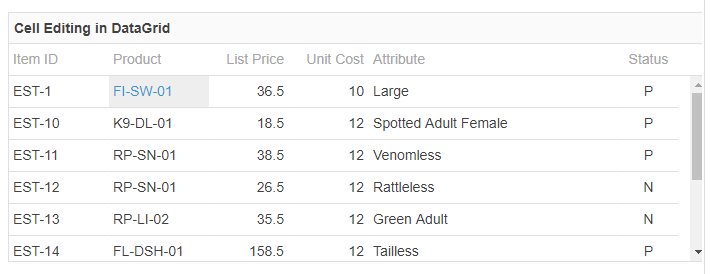 Cell Editing in DataGrid
Item ID Product List Price Unit Cost Attribute Status
EST-1 FI-SW-01 36.5 10 Large P
EST-10 K9-DL-01 18.5 12 Spotted Adult Female P
EST-11 RP-SN-01 38.5 12 Venomless P
EST-12 RP-SN-01 26.5 12 Rattleless N
EST-13 RP-LI-02 35.5 12 Green Adult N
EST-14 FL-DSH-01 158.5 12 Tailless P